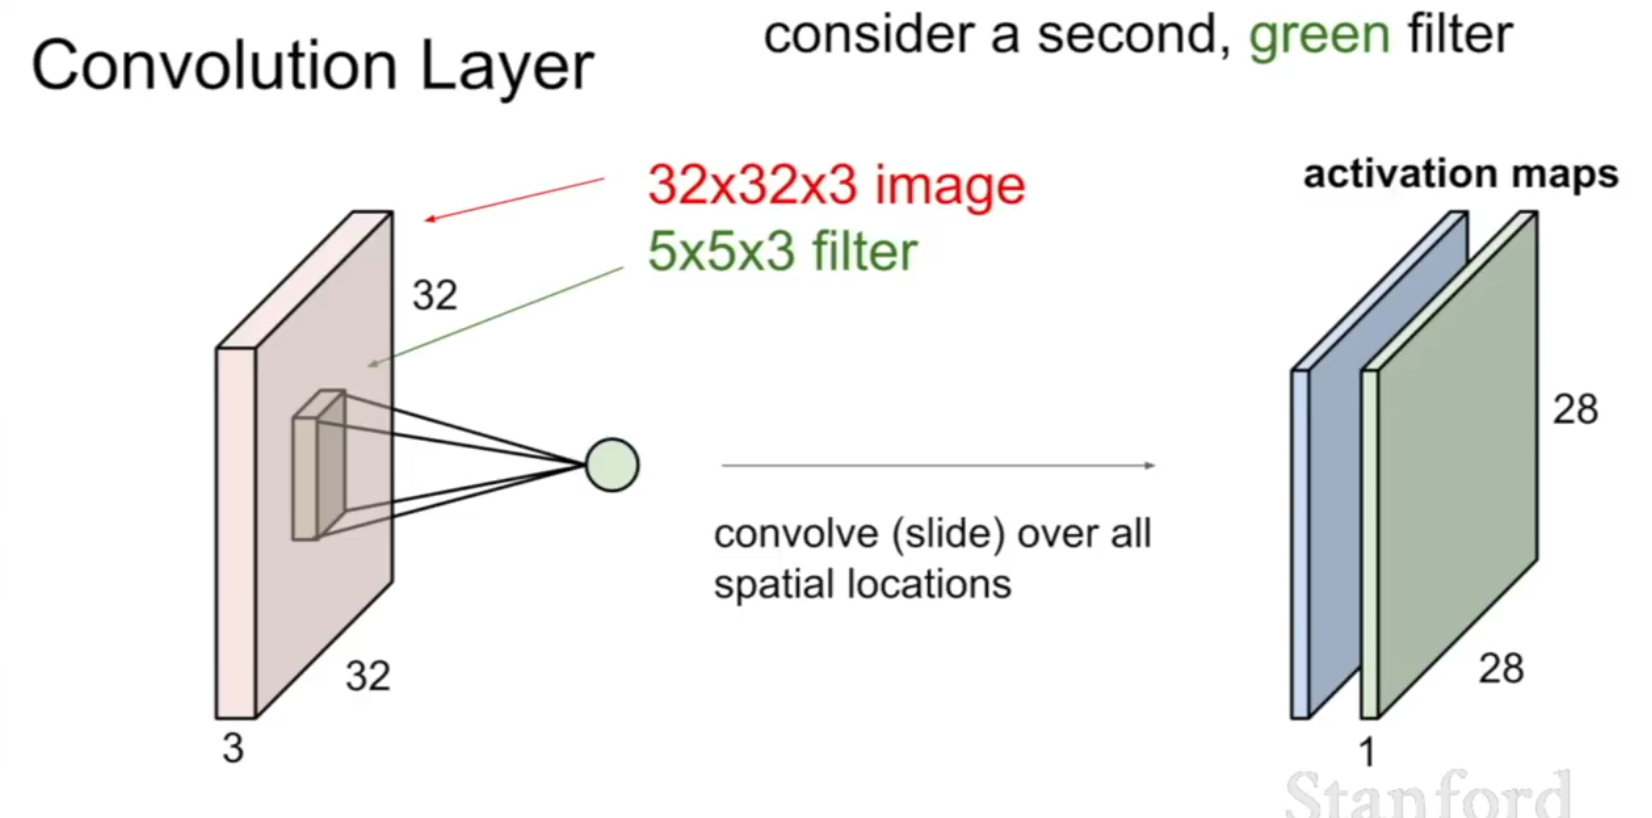 Convolution Layer
consider a second, green filter
32x32x3 image
5x5x3 filter
32
32
3
convolve (slide) over all
spatial locations
activation maps
28
28
1
Stanford